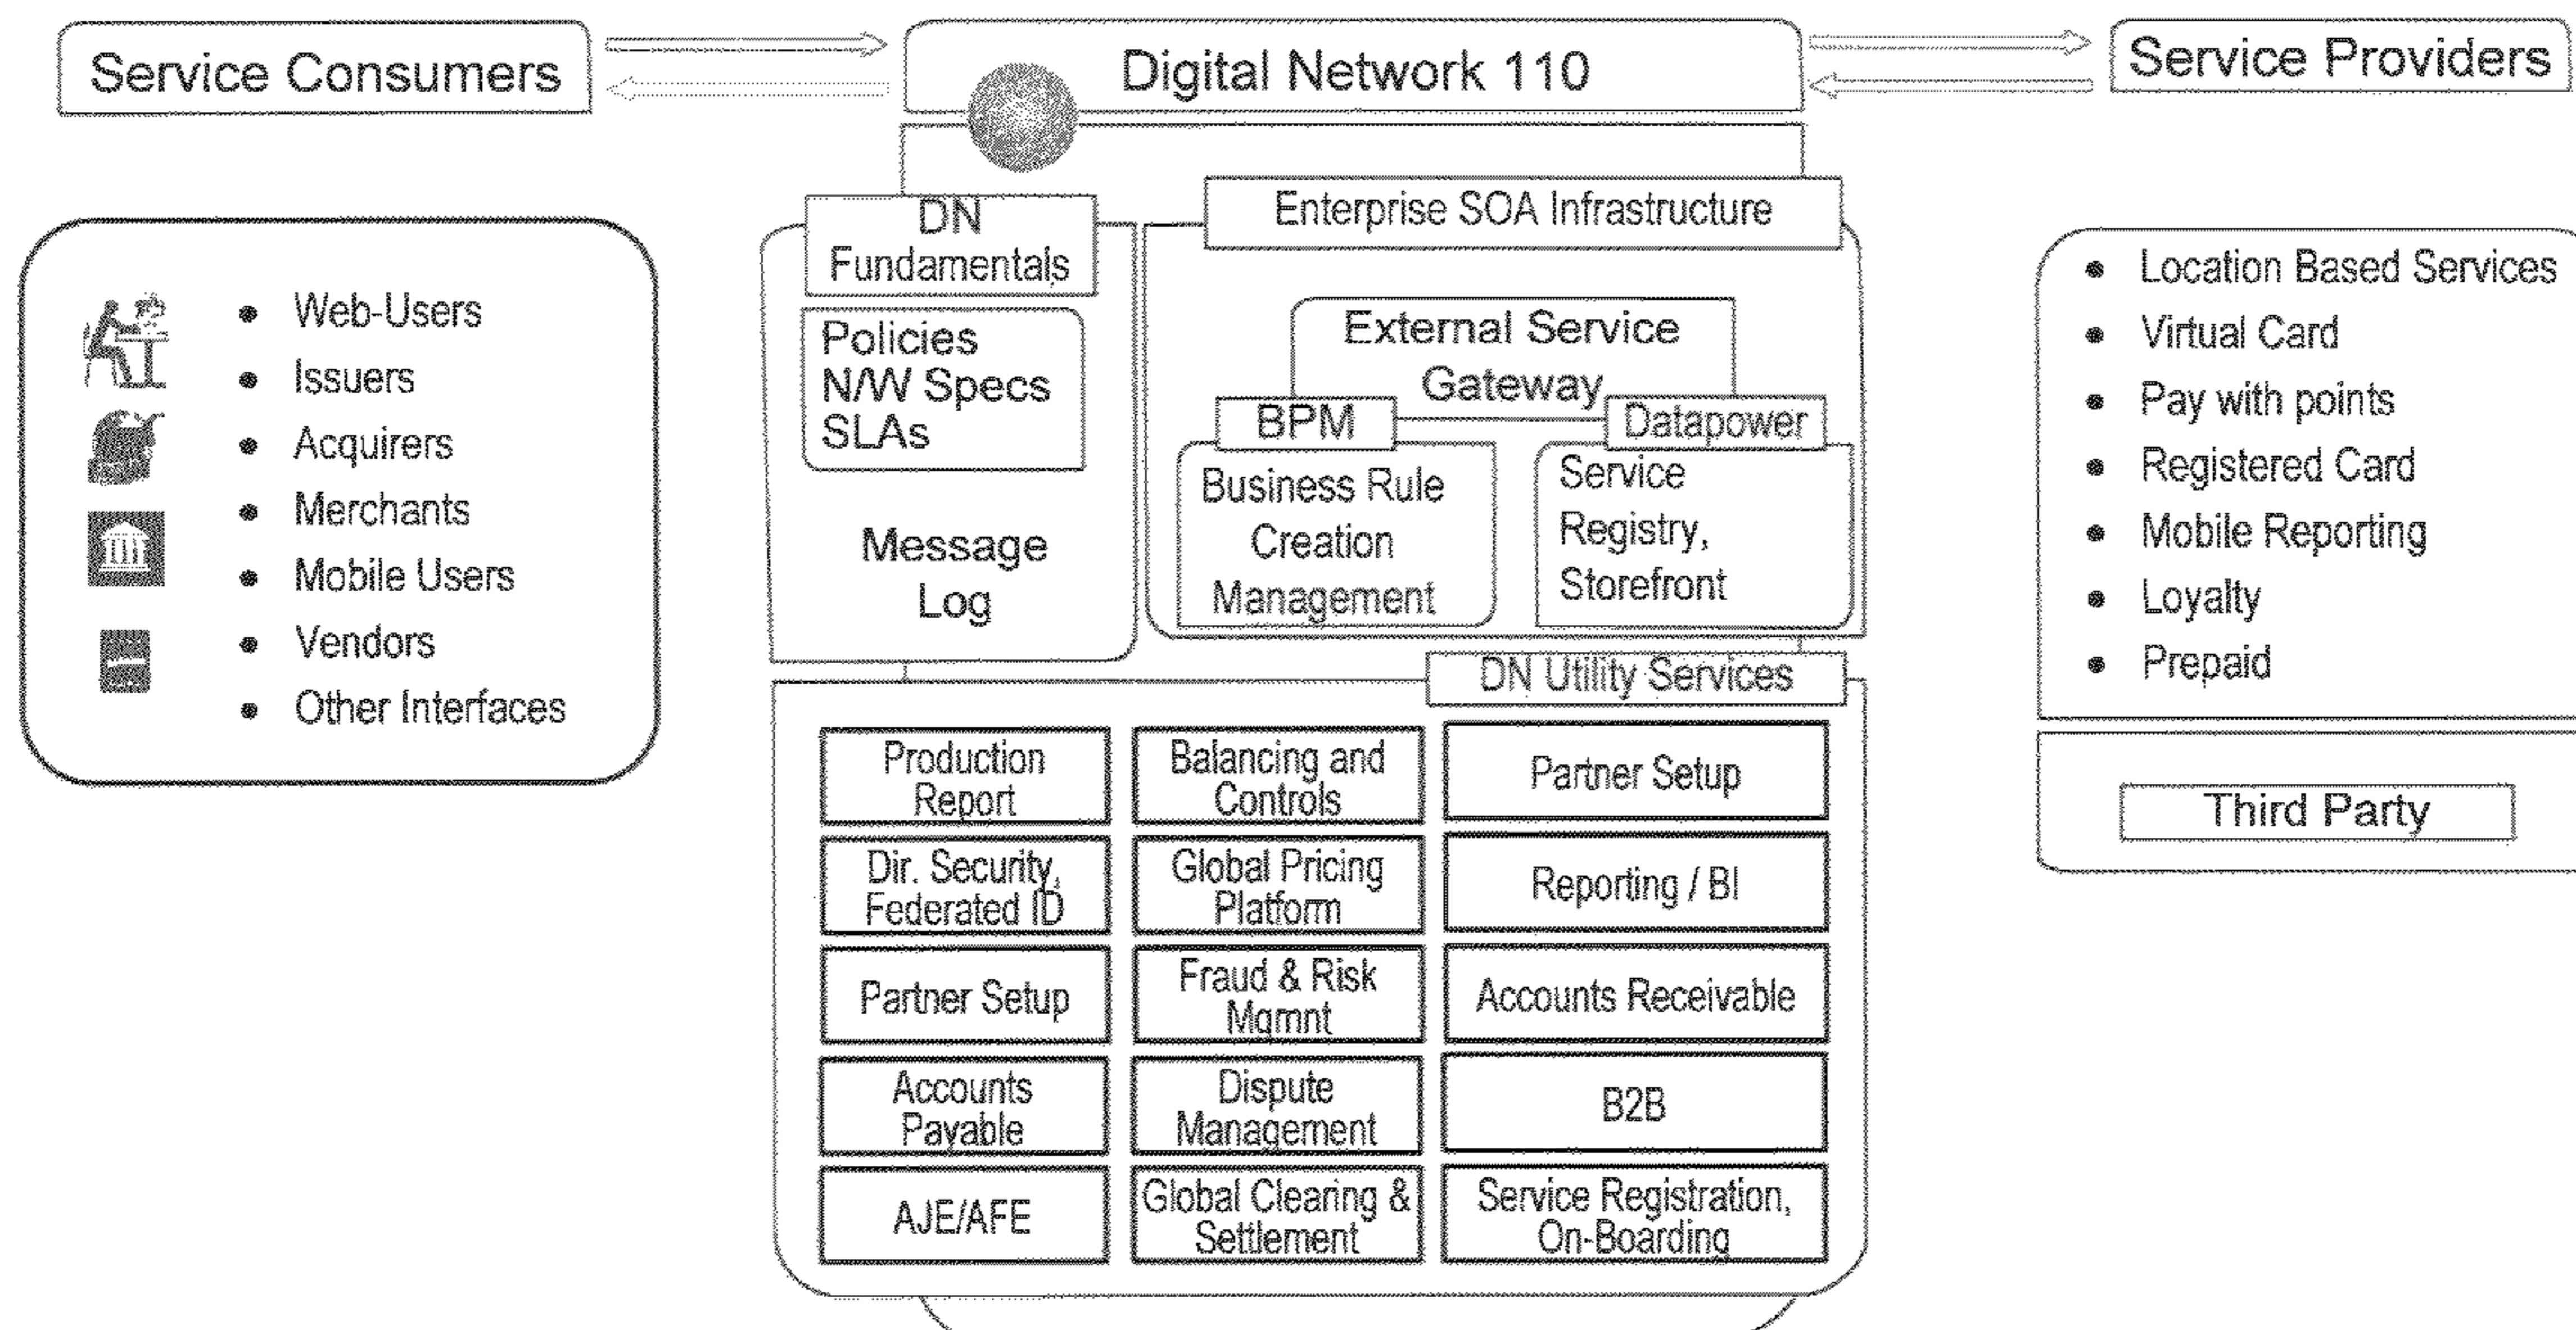 Service Consumers
Digital Network 110
Service Providers
• Web-Users
• Issuers
• Acquirers
• Merchants
• Mobile Users
• Vendors
• Other Interfaces
DN
Fundamentals
Policies
N/W Specs
SLAs
Message
Log
Enterprise SOA Infrastructure
External Service
Gateway
BPM
Business Rule
Creation
Management
Datapower
Service
Registry,
Storefront
DN Utility Services
Production
Report
Balancing and
Controls
Partner Setup
Dir. Security,
Federated ID
Global Pricing
Platform
Reporting / BI
Partner Setup
Fraud & Risk
Mgmnt
Accounts Receivable
Accounts
Payable
Dispute
Management
B2B
AJE/AFE
Global Clearing &
Settlement
Service Registration,
On-Boarding
• Location Based Services
• Virtual Card
• Pay with points
• Registered Card
• Mobile Reporting
• Loyalty
• Prepaid
Third Party